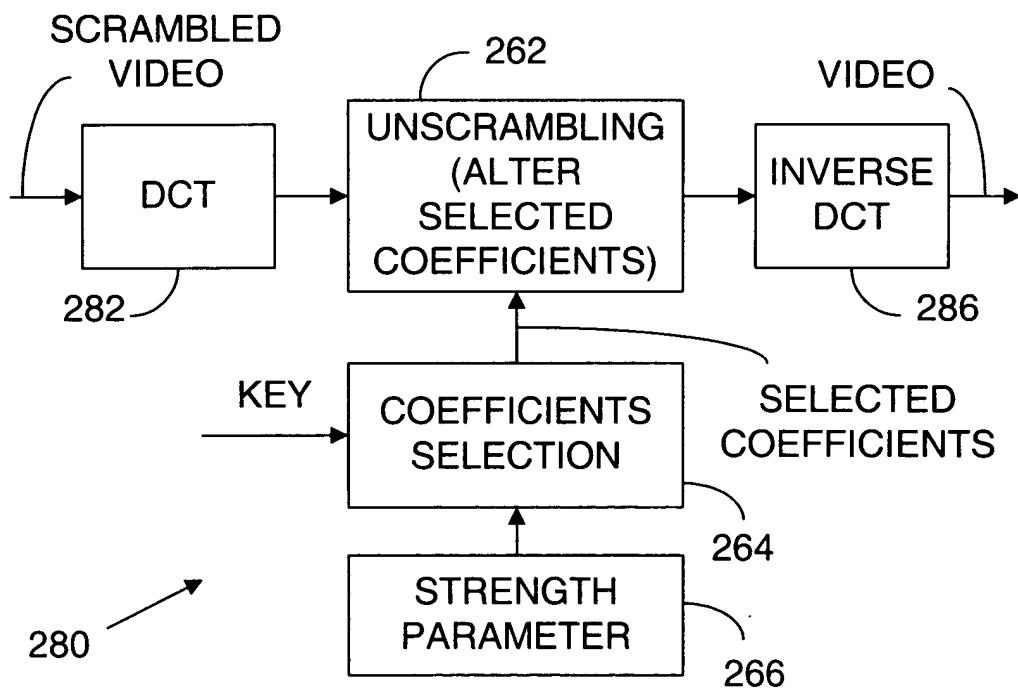 SCRAMBLED
VIDEO
262
VIDEO
DCT
UNSCRAMBLING
(ALTER
SELECTED
COEFFICIENTS)
INVERSE
DCT
282
286
KEY
COEFFICIENTS
SELECTION
SELECTED
COEFFICIENTS
264
STRENGTH
PARAMETER
280
266